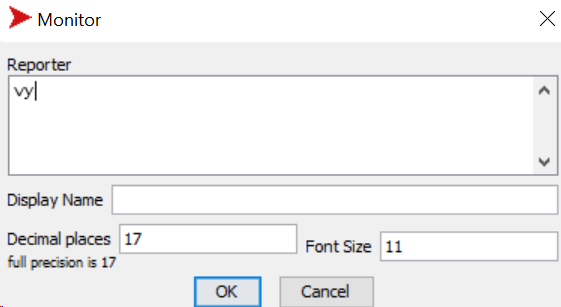 Monitor
Reporter
vy
Display Name
Decimal places 17 Font Size 11
full precision is 17
OK Cancel